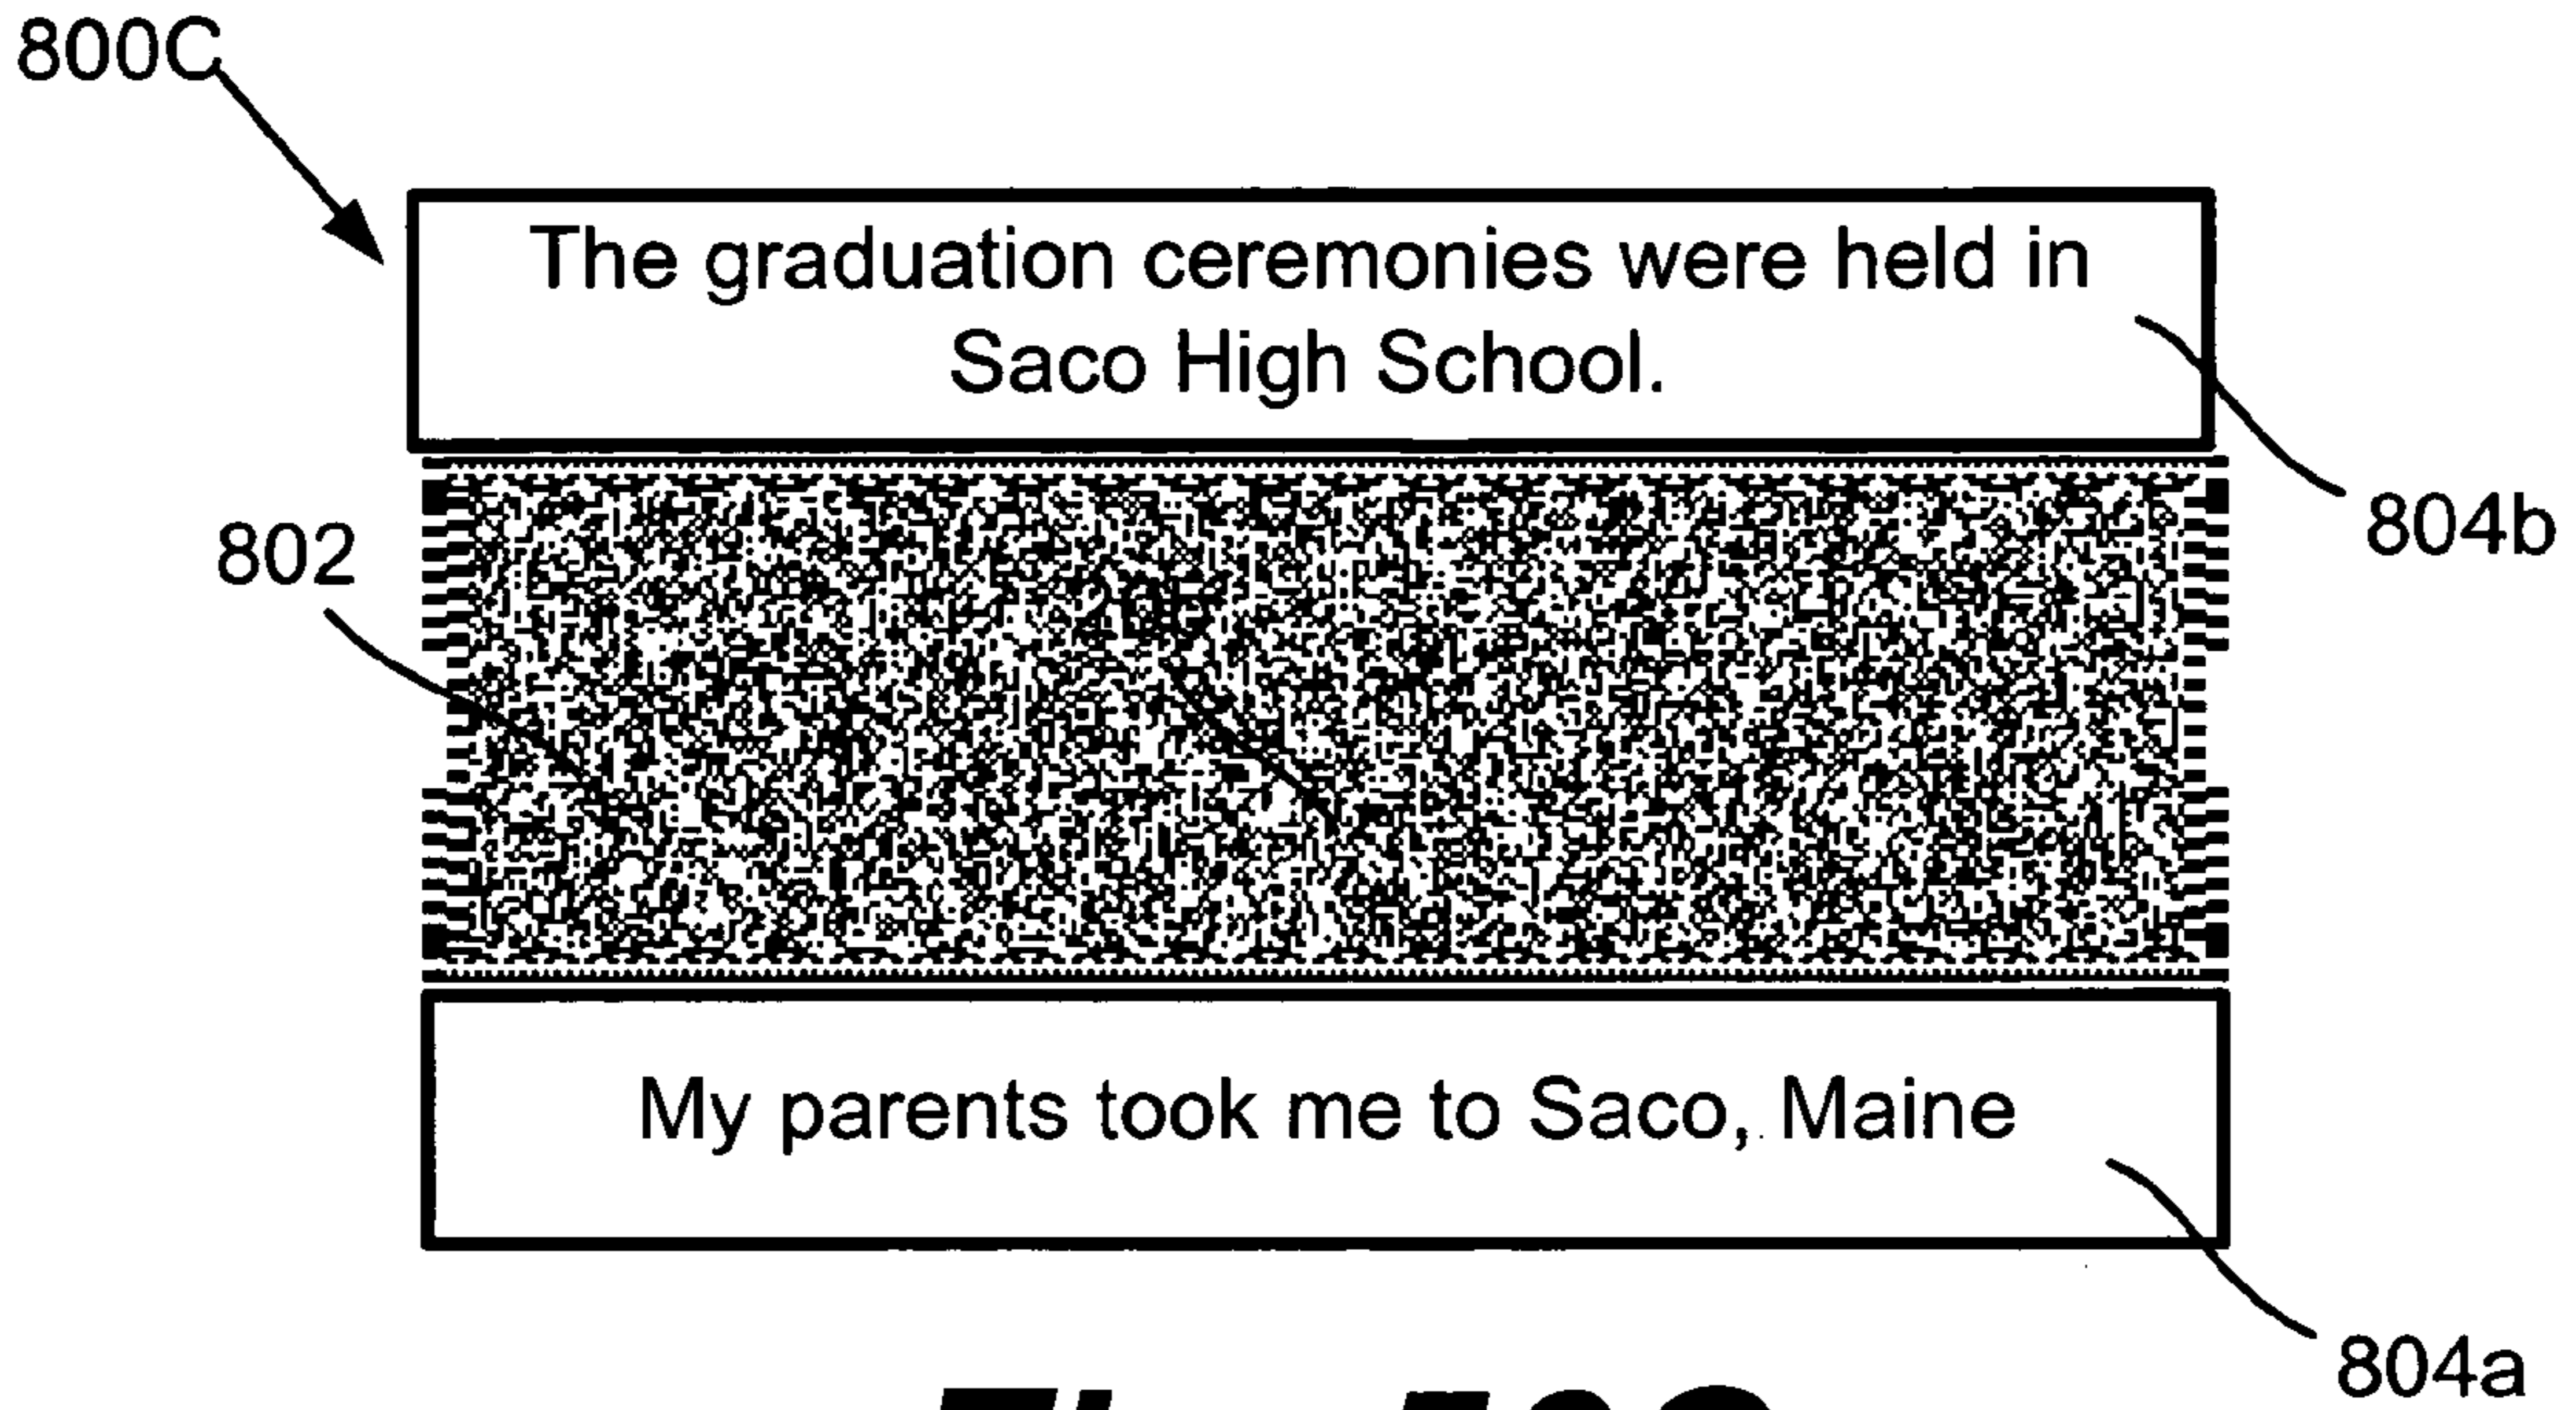 800C
The graduation ceremonies were held in
Saco High School.
804b
802
My parents took me to Saco, Maine
804a